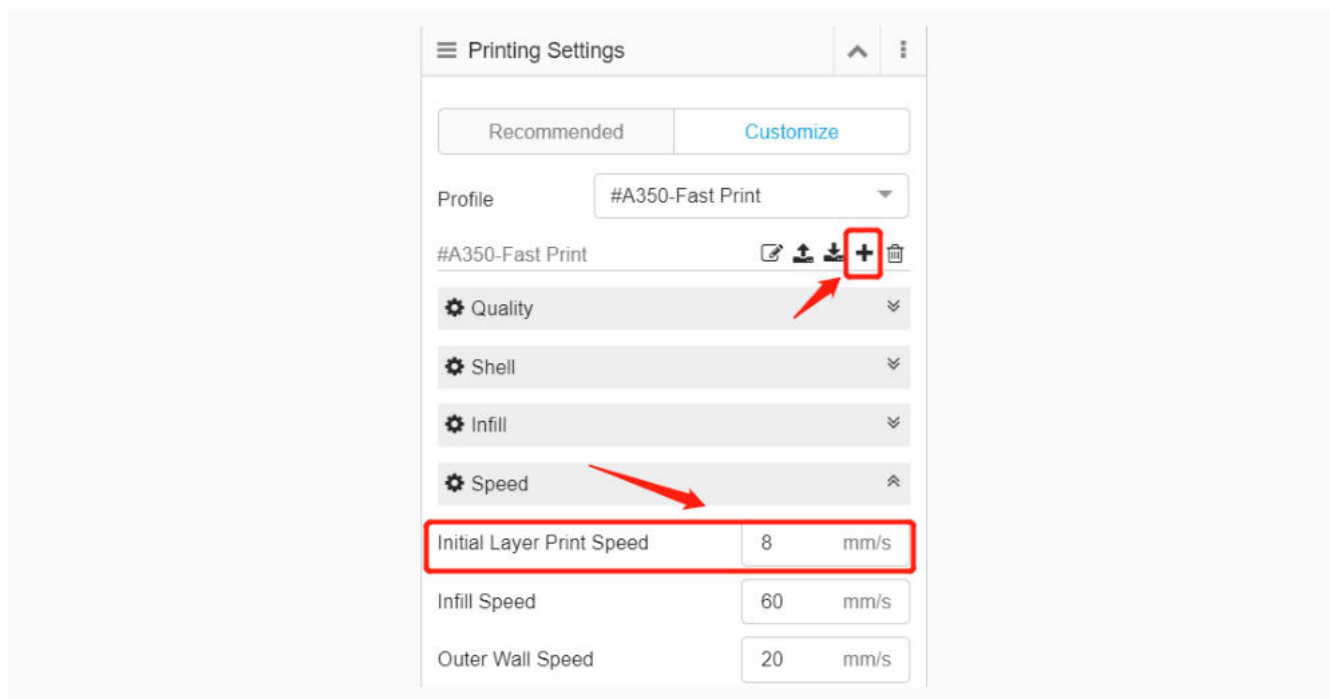 Printing Settings
Recommended Customize
Profile #A350-Fast Print
#A350-Fast Print
Quality
Shell
Infill
Speed
Initial Layer Print Speed 8 mm/s
Infill Speed 60 mm/s
Outer Wall Speed 20 mm/s